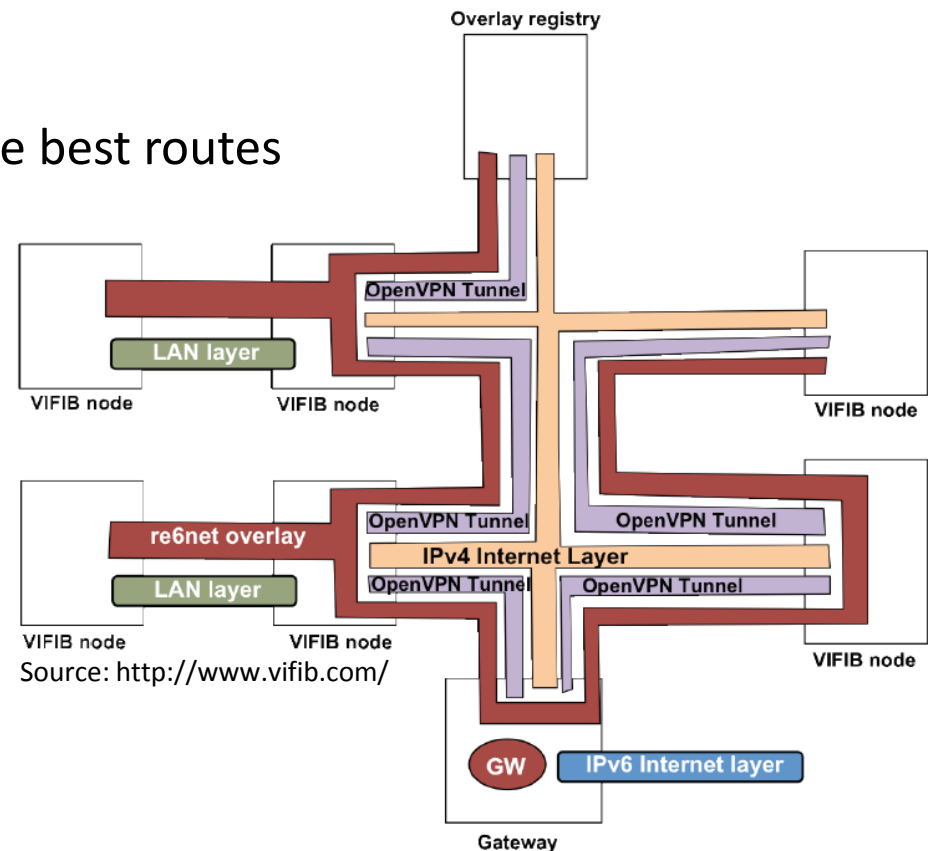 Overlay registry
e best routes
OpenVPN Tunnel
LAN layer
VIFIB node
VIFIB node
VIFIB node
OpenVPN Tunnel
OpenVPN Tunnel
re6net overlay
IPv4 Internet Layer
LAN layer
OpenVPN Tunnel
OpenVPN Tunnel
VIFIB node
VIFIB node
VIFIB node
Source: http://www.vifib.com/
GW
IPv6 Internet layer
Gateway